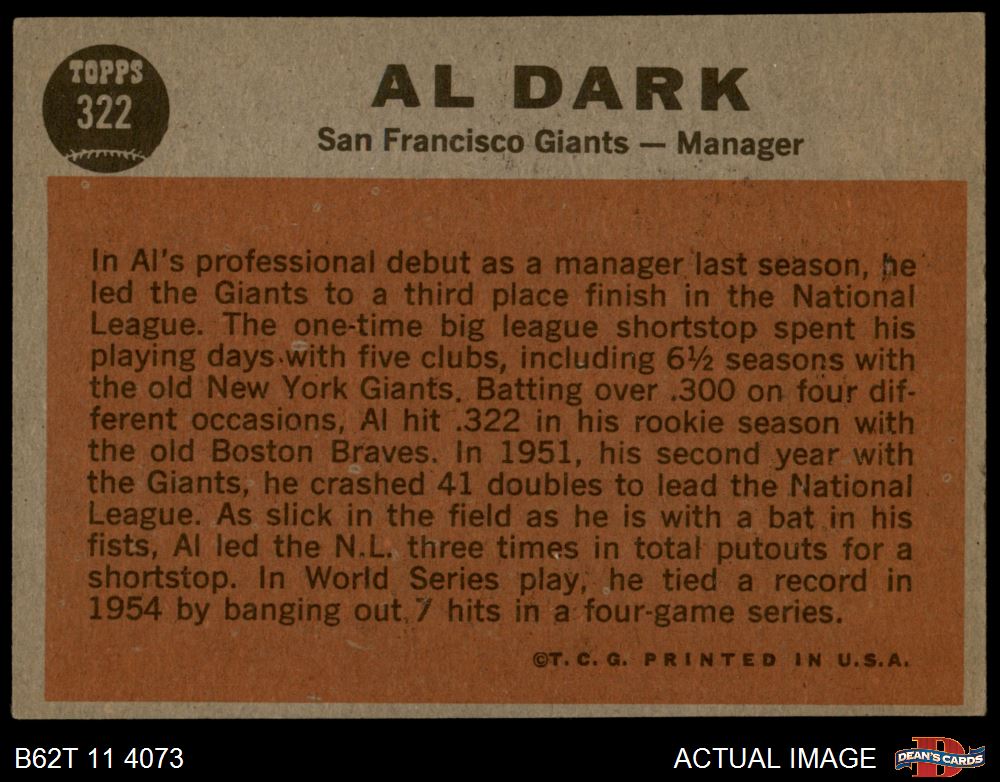 TOPPS
322
AL DARK
San Francisco Giants — Manager
In Al's professional debut as a manager last season, he
led the Giants to a third place finish in the National
League. The one-time big league shortstop spent his
playing days with five clubs, including 6½ seasons with
the old New York Giants. Batting over .300 on four dif-
ferent occasions, Al hit .322 in his rookie season with
the old Boston Braves. In 1951, his second year with
the Giants, he crashed 41 doubles to lead the National
League. As slick in the field as he is with a bat in his
fists, Al led the N.L. three times in total putouts for a
shortstop. In World Series play, he tied a record in
1954 by banging out 7 hits in a four-game series.
©T.C.G. PRINTED IN U.S.A.
B62T 11 4073
ACTUAL IMAGE
D
DEAN'S CARDS